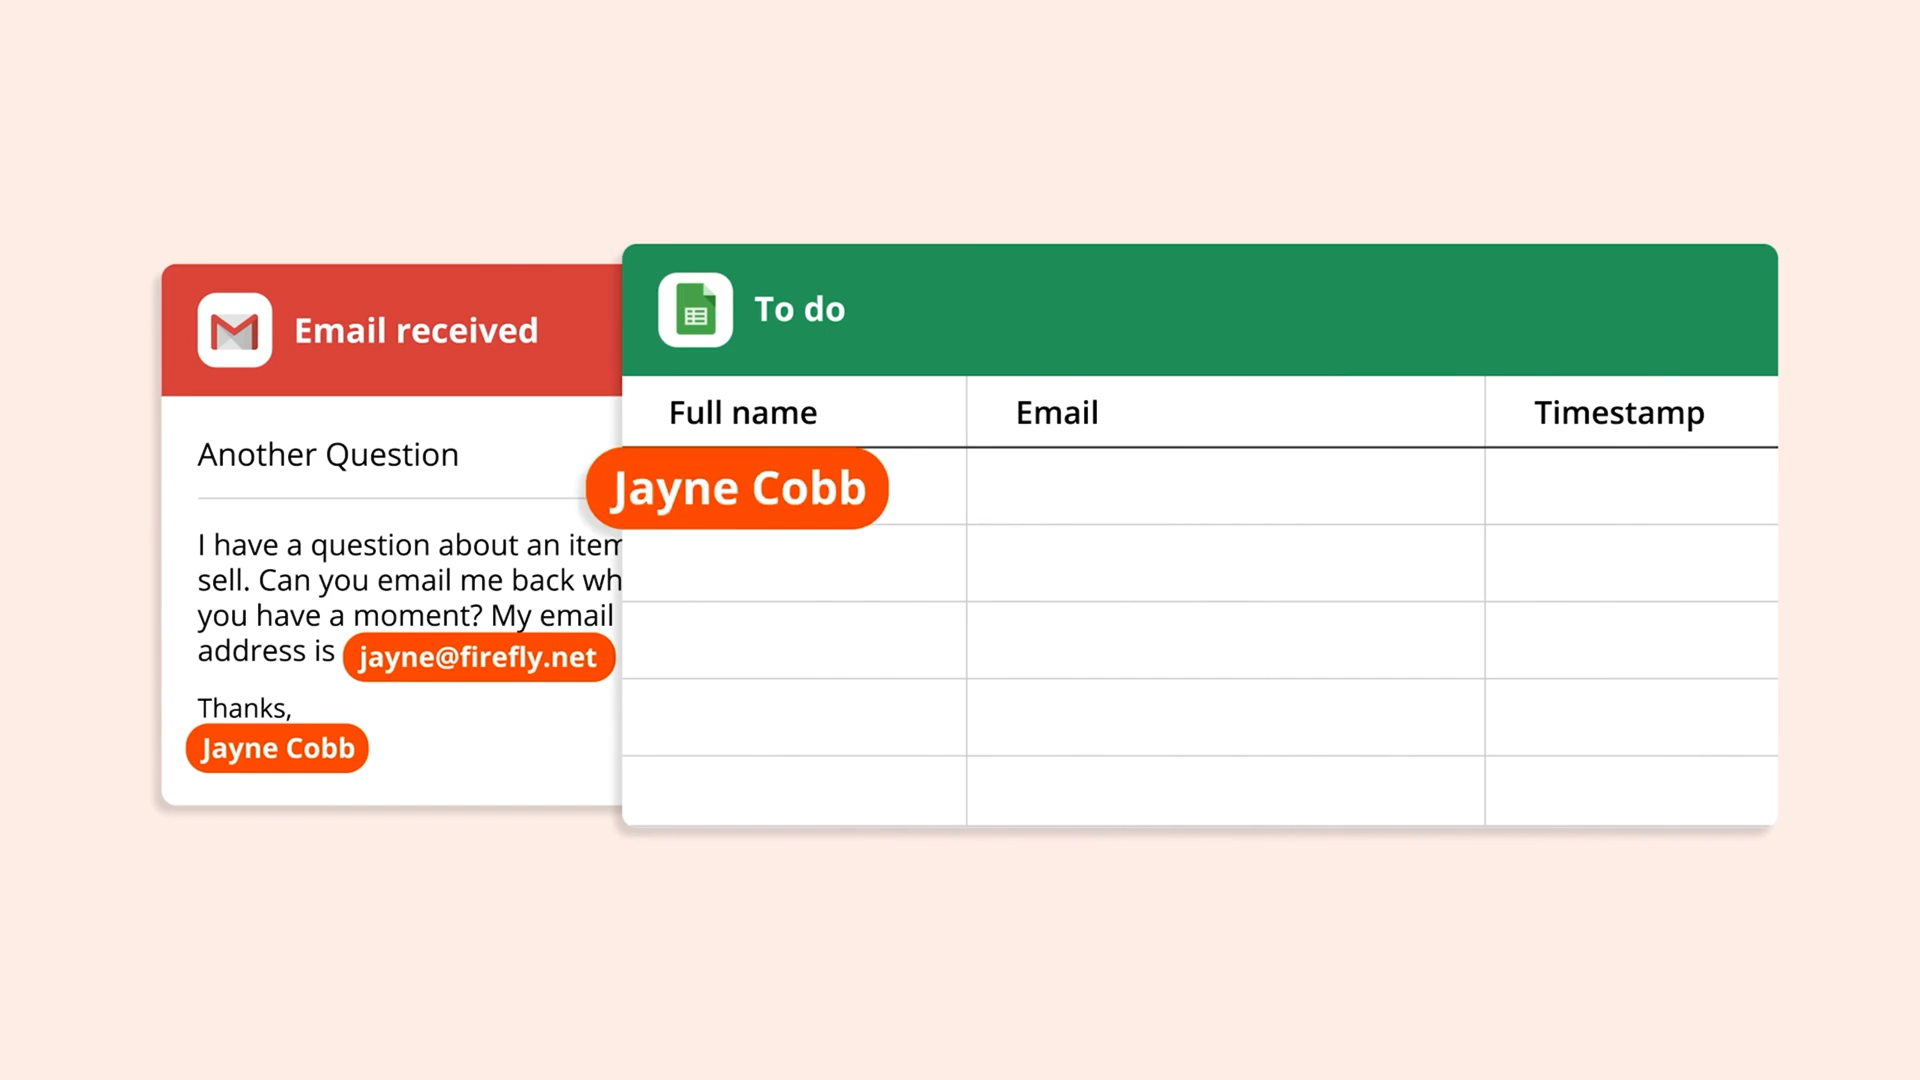 Email received
Another Question
I have a question about an item
sell. Can you email me back wh
you have a moment? My email
address is jayne@firefly.net
Thanks,
Jayne Cobb
To do
Full name Email Timestamp
Jayne Cobb